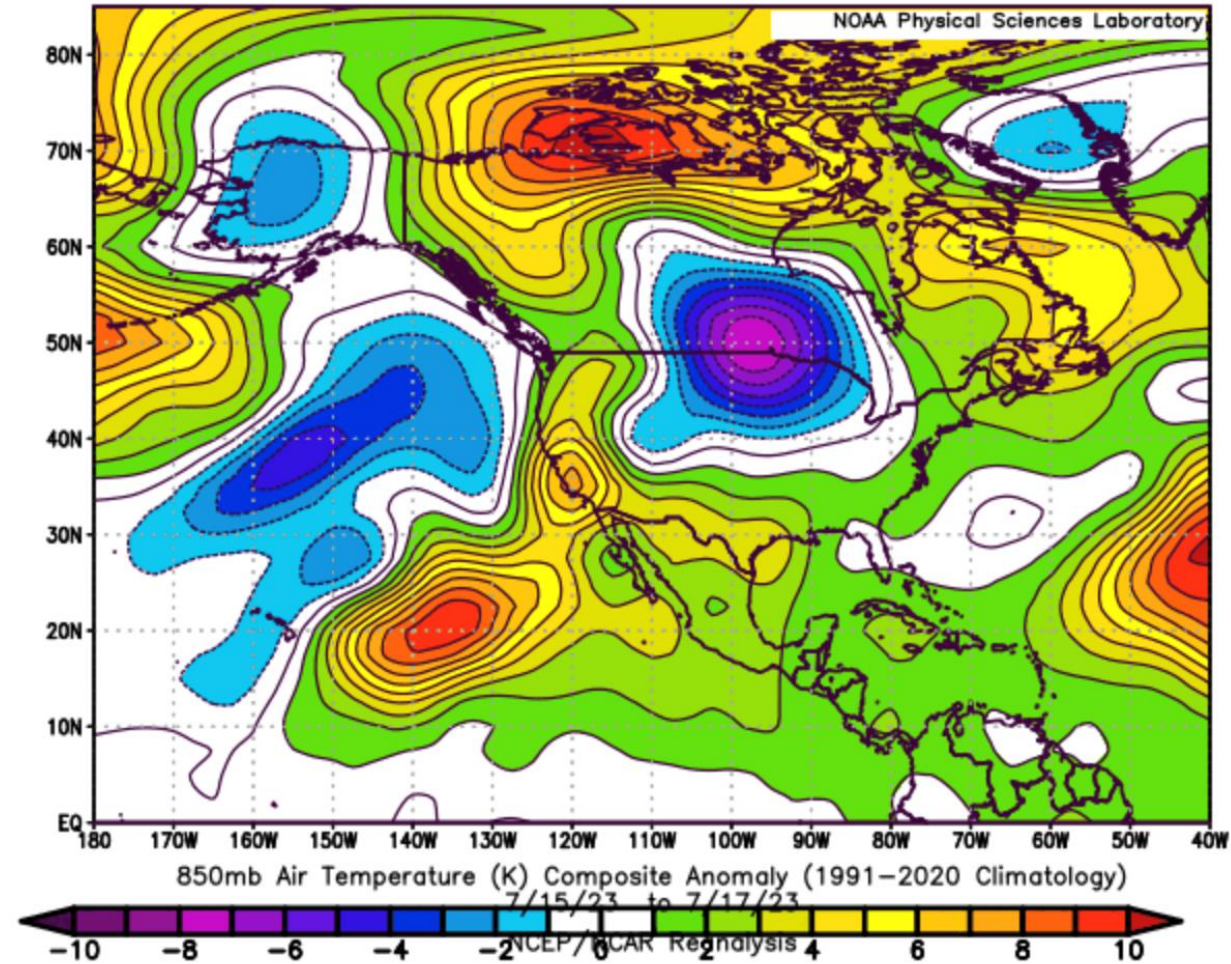 NOAA Physical Sciences Laboratory
80N
70N
60N
50N
40N
30N
20N
10N
EQ
180 170W 160W 150W 140W 130W 120W 110W 100W 90W 80W 70W 60W 50W 40W
850mb Air Temperature (K) Composite Anomaly (1991-2020 Climatology)
7/15/23 to 7/17/23
-10 -8 -6 -4 -2 0 2 4 6 8 10
NCEP/NCAR Reanalysis